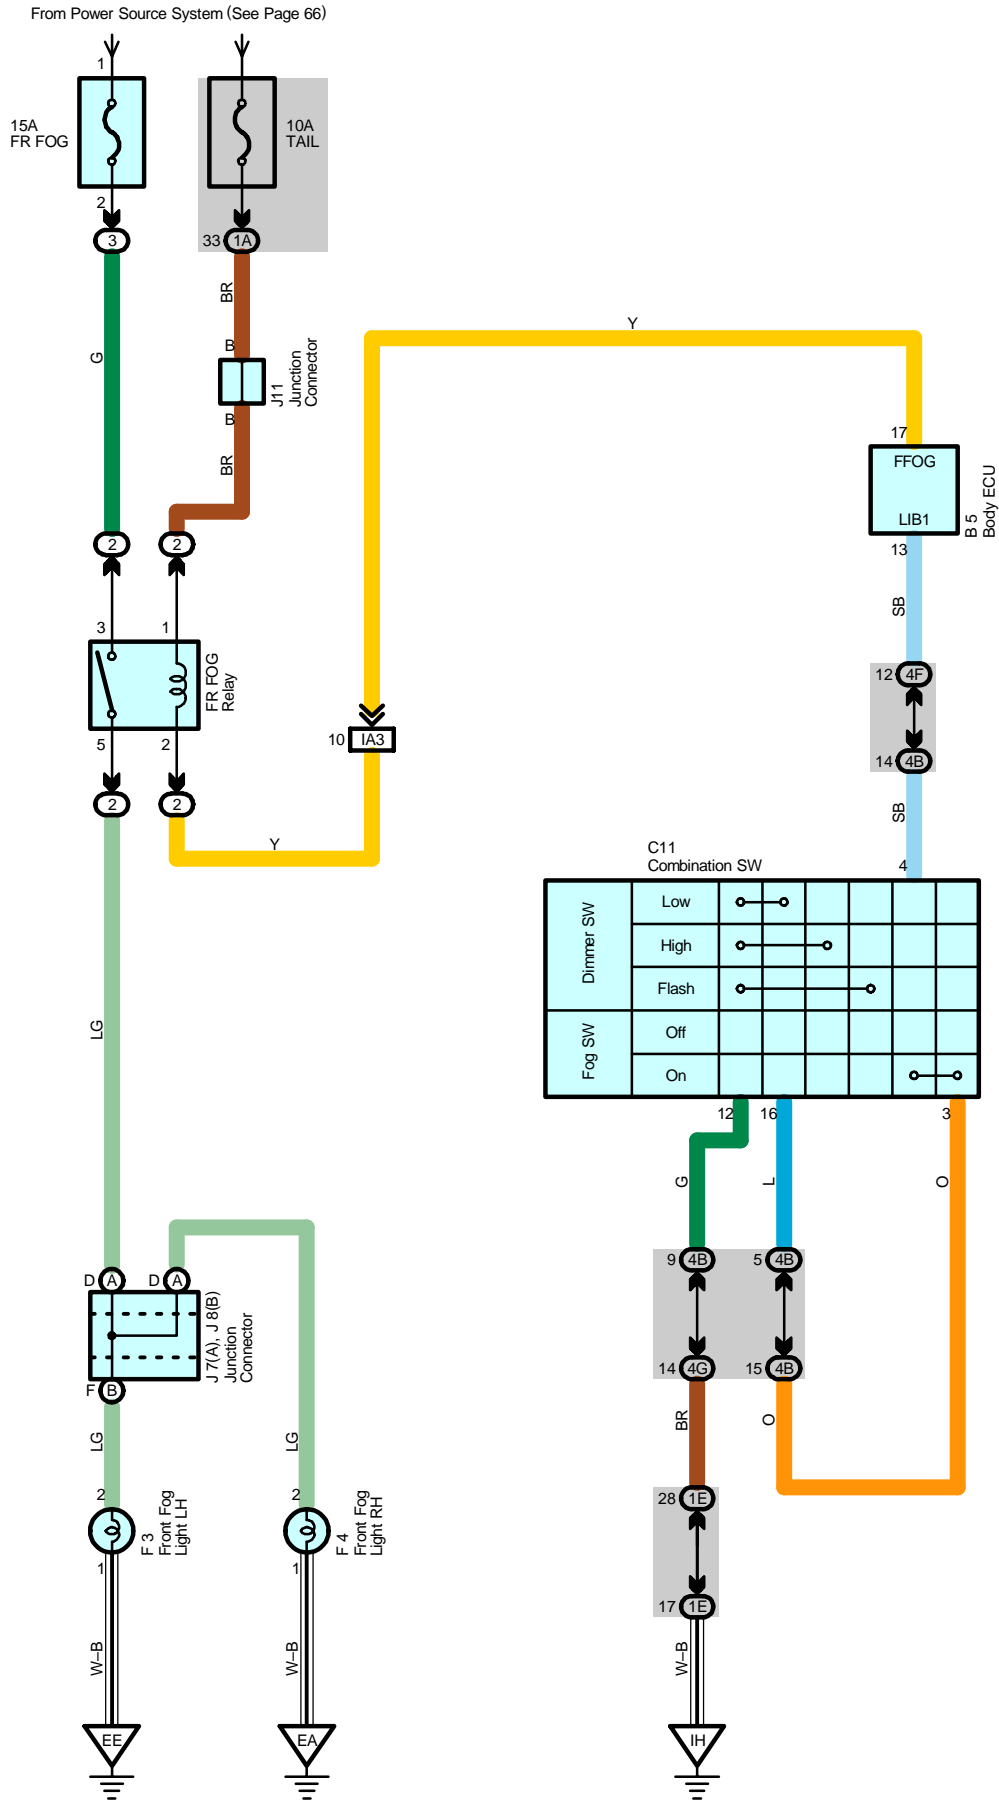 From Power Source System (See Page 66)
1
15A
FR FOG
10A
TAIL
2
3
33
1A
BR
G
B
J11
Junction
Connector
B
BR
Y
17
FFOG
LIB1
B 5
Body ECU
13
SB
2
2
3
1
FR FOG
Relay
5
2
2
2
10
IA3
Y
12
4F
14
4B
SB
C11
Combination SW
4
Dimmer SW
Low
High
Flash
Fog SW
Off
On
12
16
3
LG
G
L
O
9
4B
5
4B
14
4G
15
4B
BR
O
28
1E
17
1E
W–B
IH
D
A
D
A
J 7(A), J 8(B)
Junction
Connector
F
B
LG
LG
2
2
F 3
Front Fog
Light LH
F 4
Front Fog
Light RH
1
1
W–B
W–B
EE
EA